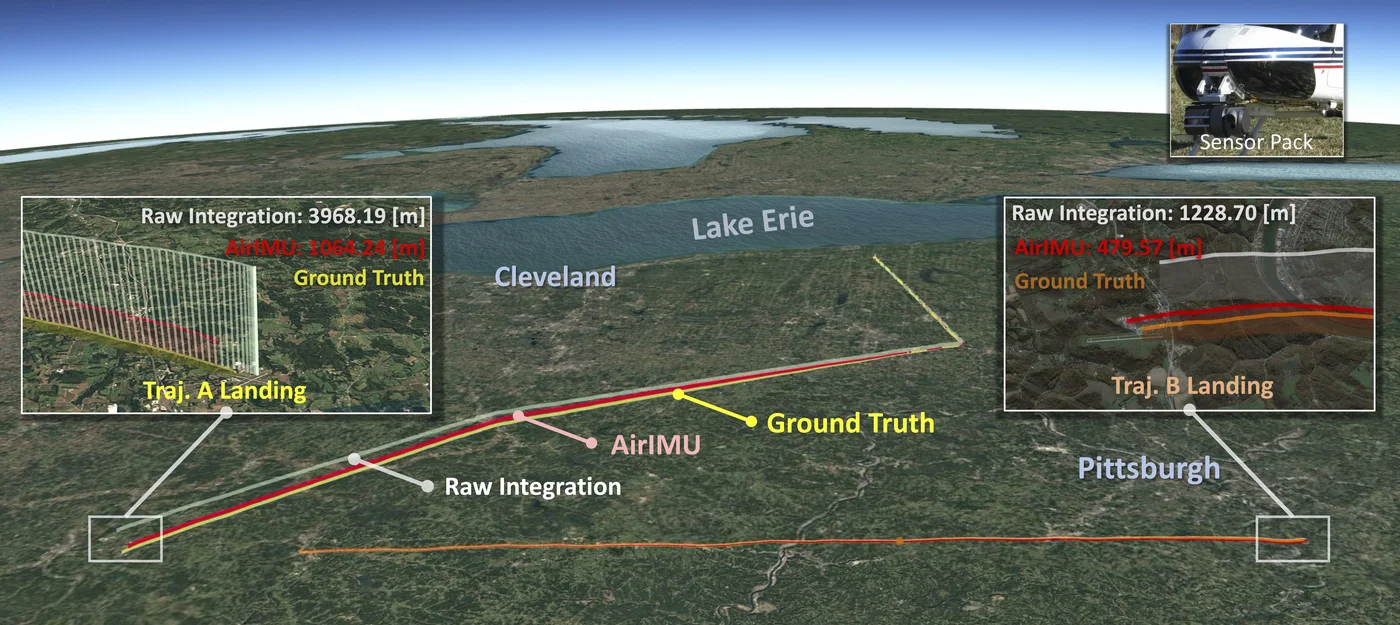 Sensor Pack
Raw Integration: 3968.19 [m]
AirIMU: 1064.24 [m]
Ground Truth
Traj. A Landing
Lake Erie
Cleveland
Raw Integration: 1228.70 [m]
AirIMU: 479.57 [m]
Ground Truth
Traj. B Landing
Ground Truth
AirIMU
Raw Integration
Pittsburgh